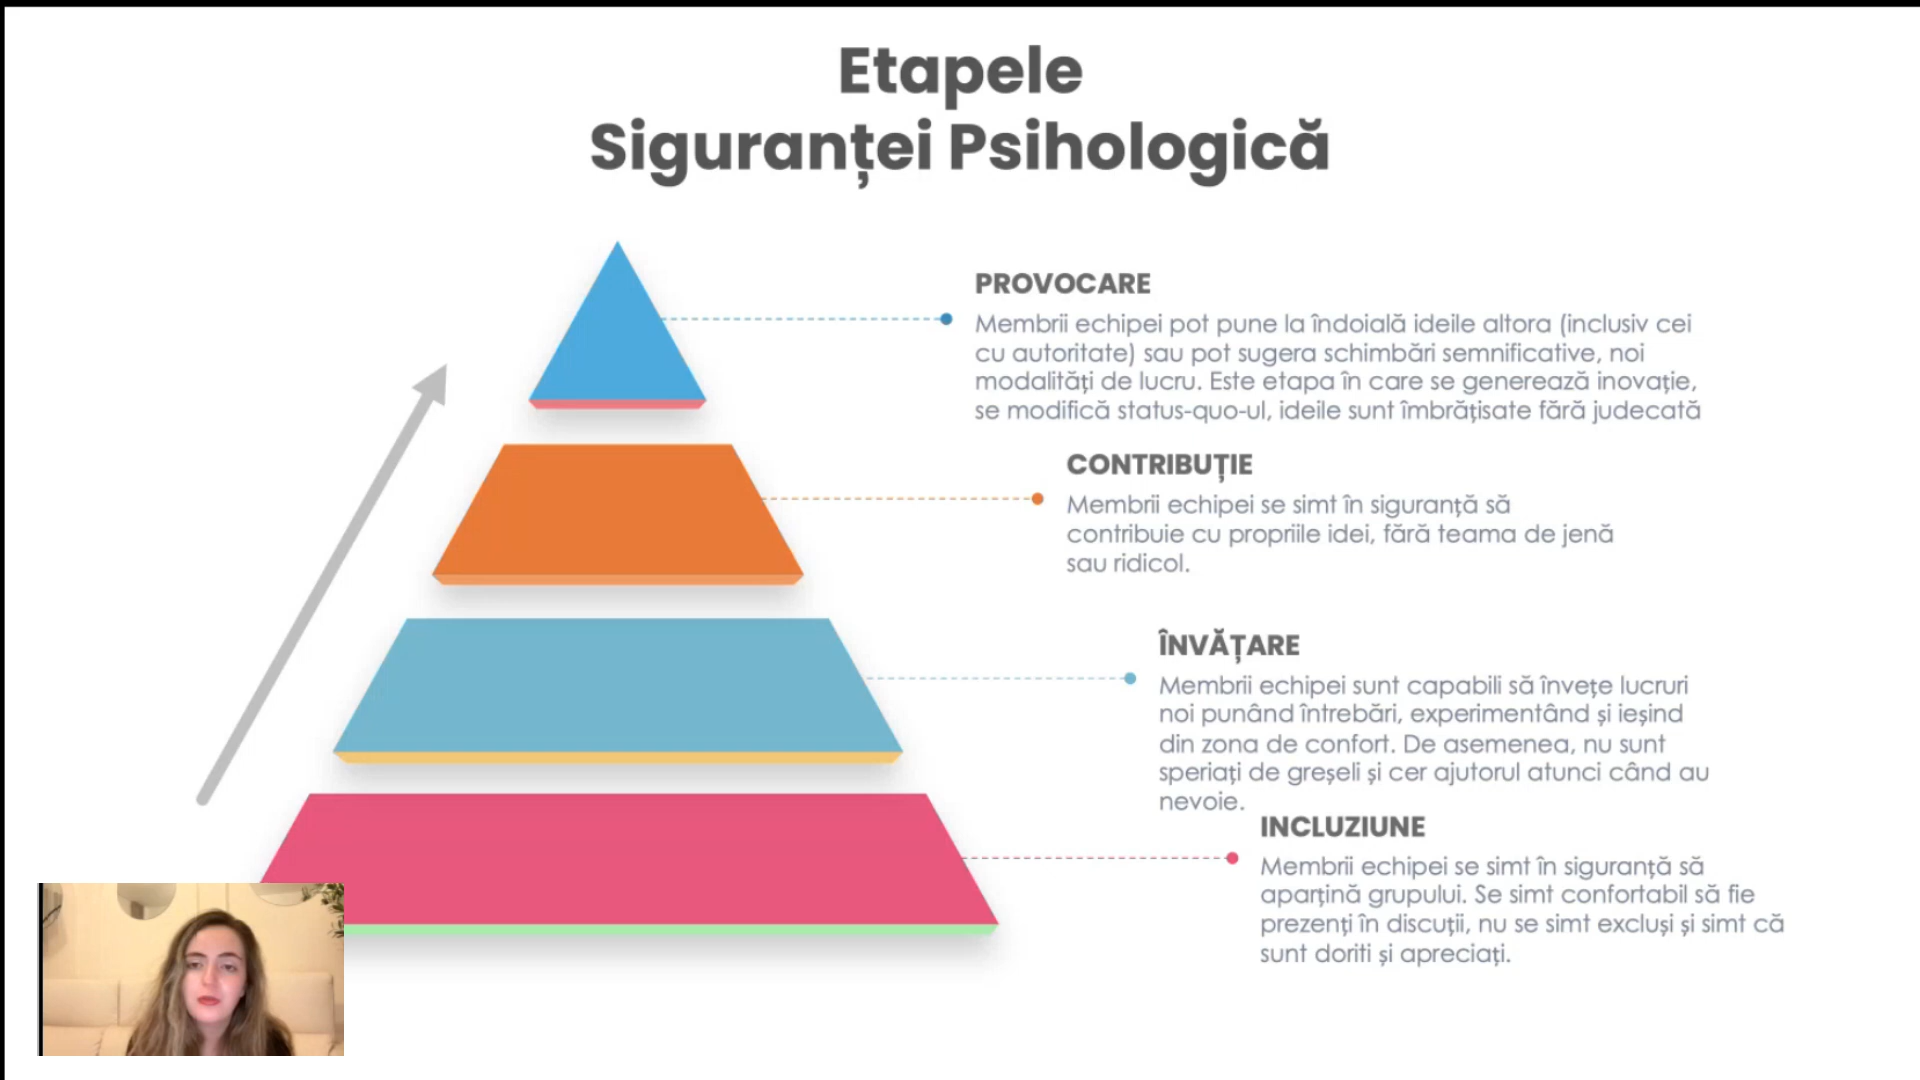 Etapele
Siguranței Psihologică
PROVOCARE
Membrii echipei pot pune la îndoială ideile altora (inclusiv cei
cu autoritate) sau pot sugera schimbări semnificative, noi
modalități de lucru. Este etapa în care se generează inovație,
se modifică status-quo-ul, ideile sunt îmbrățisate fără judecată
CONTRIBUȚIE
Membrii echipei se simt în siguranță să
contribuie cu propriile idei, fără teama de jenă
sau ridicol.
ÎNVĂȚARE
Membrii echipei sunt capabili să învețe lucruri
noi punând întrebări, experimentând și ieșind
din zona de confort. De asemenea, nu sunt
speriați de greșeli și cer ajutorul atunci când au
nevoie.
INCLUZIUNE
Membrii echipei se simt în siguranță să
aparțină grupului. Se simt confortabil să fie
prezenți în discuții, nu se simt excluși și simt că
sunt doriti și apreciați.